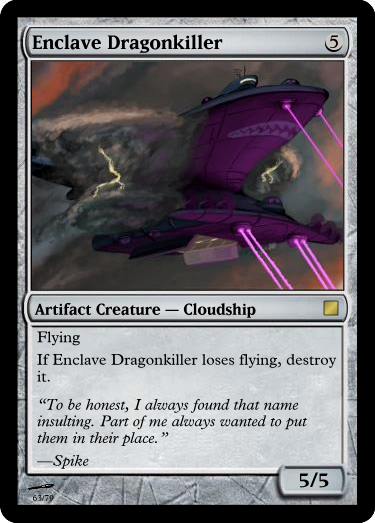 Enclave Dragonkiller 5
Artifact Creature — Cloudship
Flying
If Enclave Dragonkiller loses flying, destroy
it.
“To be honest, I always found that name
insulting. Part of me always wanted to put
them in their place.”
—Spike
5/5
63/79